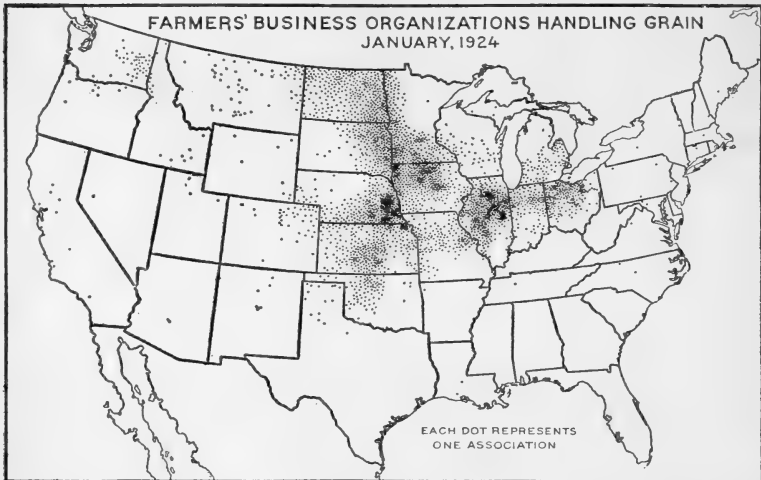 FARMERS' BUSINESS ORGANIZATIONS HANDLING GRAIN
JANUARY, 1924
EACH DOT REPRESENTS
ONE ASSOCIATION